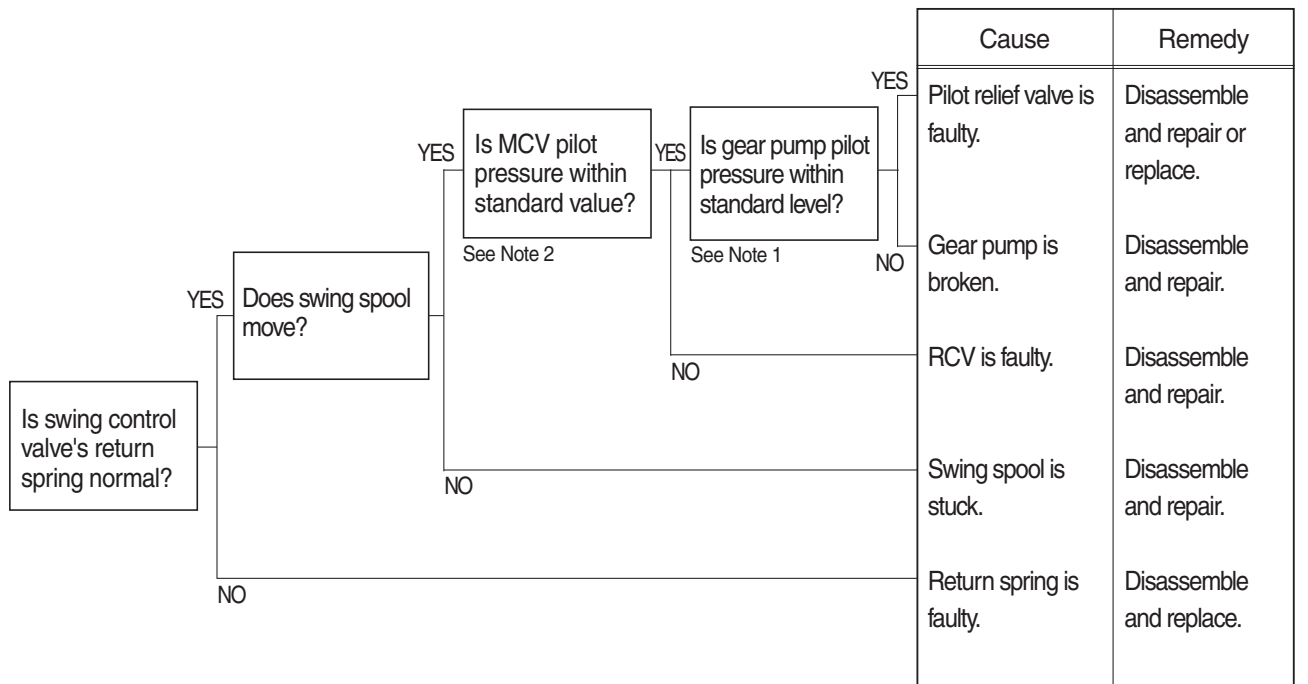 Cause
Remedy
YES
Pilot relief valve is
faulty.
Disassemble
and repair or
replace.
YES
Is MCV pilot
pressure within
standard value?
See Note 2
YES
Is gear pump pilot
pressure within
standard level?
See Note 1
NO
Gear pump is
broken.
Disassemble
and repair.
YES
Does swing spool
move?
NO
RCV is faulty.
Disassemble
and repair.
Is swing control
valve's return
spring normal?
NO
Swing spool is
stuck.
Disassemble
and repair.
NO
Return spring is
faulty.
Disassemble
and replace.